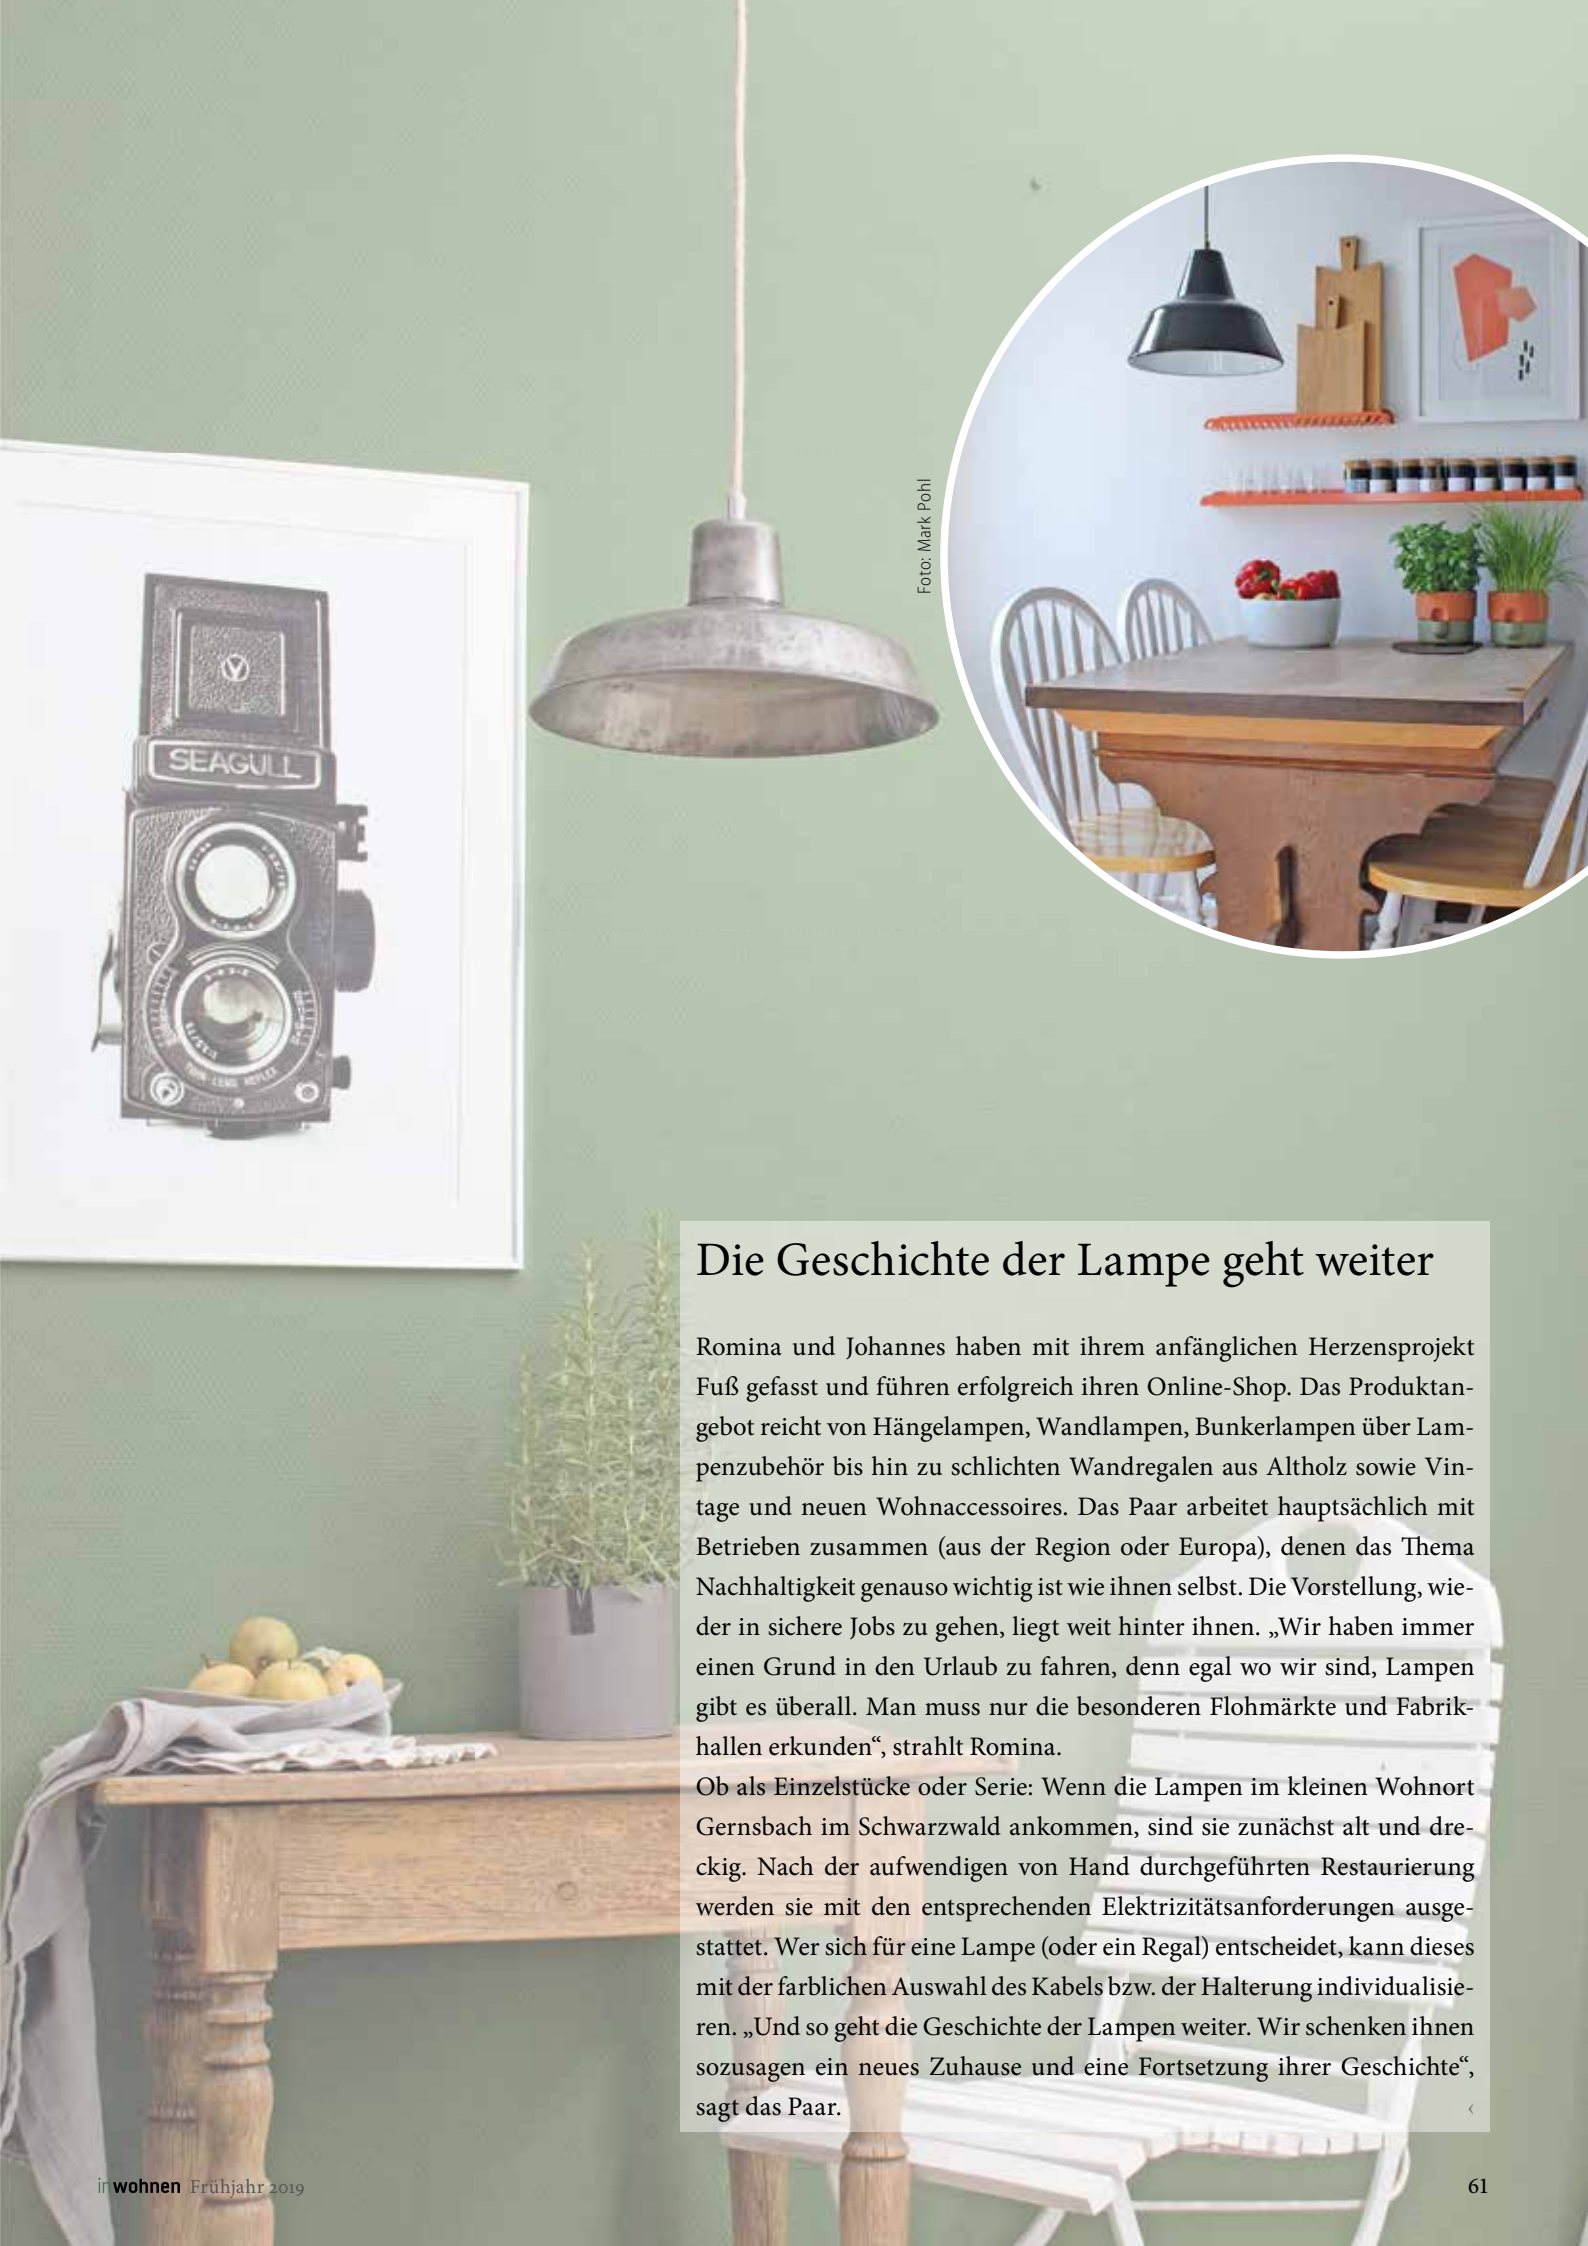 Foto: Mark Pohl
SEAGULL
TWIN LENS REFLEX
Die Geschichte der Lampe geht weiter
Romina und Johannes haben mit ihrem anfänglichen Herzensprojekt
Fuß gefasst und führen erfolgreich ihren Online-Shop. Das Produktan-
gebot reicht von Hängelampen, Wandlampen, Bunkerlampen über Lam-
penzubehör bis hin zu schlichten Wandregalen aus Altholz sowie Vin-
tage und neuen Wohnaccessoires. Das Paar arbeitet hauptsächlich mit
Betrieben zusammen (aus der Region oder Europa), denen das Thema
Nachhaltigkeit genauso wichtig ist wie ihnen selbst. Die Vorstellung, wie-
der in sichere Jobs zu gehen, liegt weit hinter ihnen. „Wir haben immer
einen Grund in den Urlaub zu fahren, denn egal wo wir sind, Lampen
gibt es überall. Man muss nur die besonderen Flohmärkte und Fabrik-
hallen erkunden“, strahlt Romina.
Ob als Einzelstücke oder Serie: Wenn die Lampen im kleinen Wohnort
Gernsbach im Schwarzwald ankommen, sind sie zunächst alt und dre-
ckig. Nach der aufwendigen von Hand durchgeführten Restaurierung
werden sie mit den entsprechenden Elektrizitätsanforderungen ausge-
stattet. Wer sich für eine Lampe (oder ein Regal) entscheidet, kann dieses
mit der farblichen Auswahl des Kabels bzw. der Halterung individualisie-
ren. „Und so geht die Geschichte der Lampen weiter. Wir schenken ihnen
sozusagen ein neues Zuhause und eine Fortsetzung ihrer Geschichte“,
sagt das Paar. ‹
inwohnen Frühjahr 2019
61